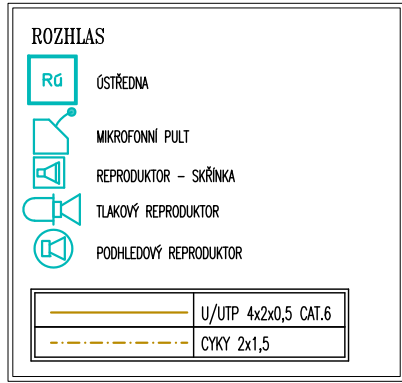 ROZHLAS
Rú ÚSTŘEDNA
MIKROFONNÍ PULT
REPRODUKTOR – SKŘÍNKA
TLAKOVÝ REPRODUKTOR
PODHLEDOVÝ REPRODUKTOR
U/UTP 4x2x0,5 CAT.6
CYKY 2x1,5